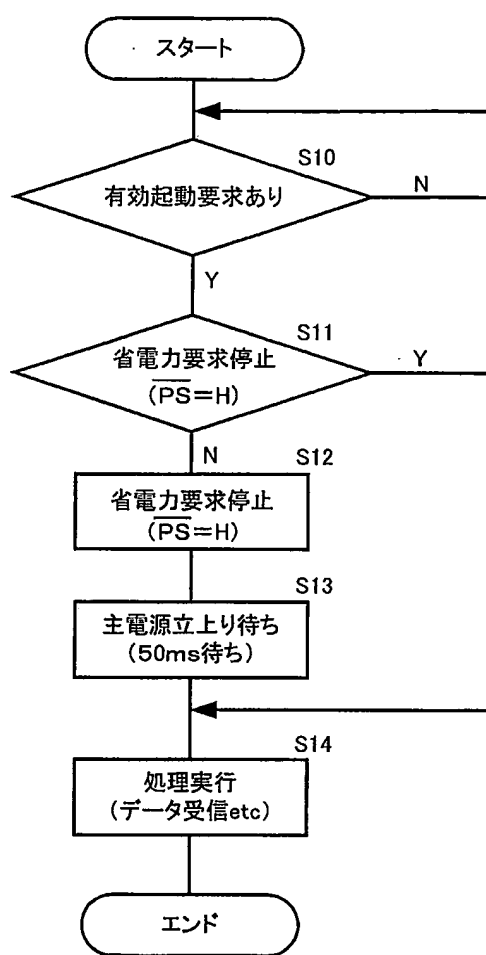 スタート
S10
有効起動要求あり
N
Y
S11
省電力要求停止
(P̅S̅=H)
Y
N
S12
省電力要求停止
(P̅S̅=H)
S13
主電源立上り待ち
(50ms待ち)
S14
処理実行
(データ受信etc)
エンド